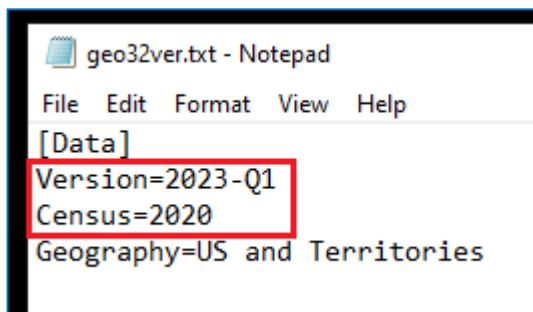 geo32ver.txt - Notepad
File Edit Format View Help
[Data]
Version=2023-Q1
Census=2020
Geography=US and Territories